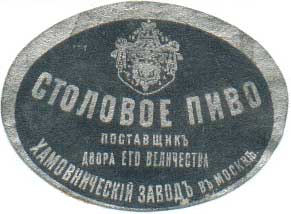 СТОЛОВОЕ ПИВО
ПОСТАВЩИКЪ
ДВОРА ЕГО ВЕЛИЧЕСТВА
ХАМОВНИЧЕСКІЙ ЗАВОДЪ ВЪ МОСКВѢ